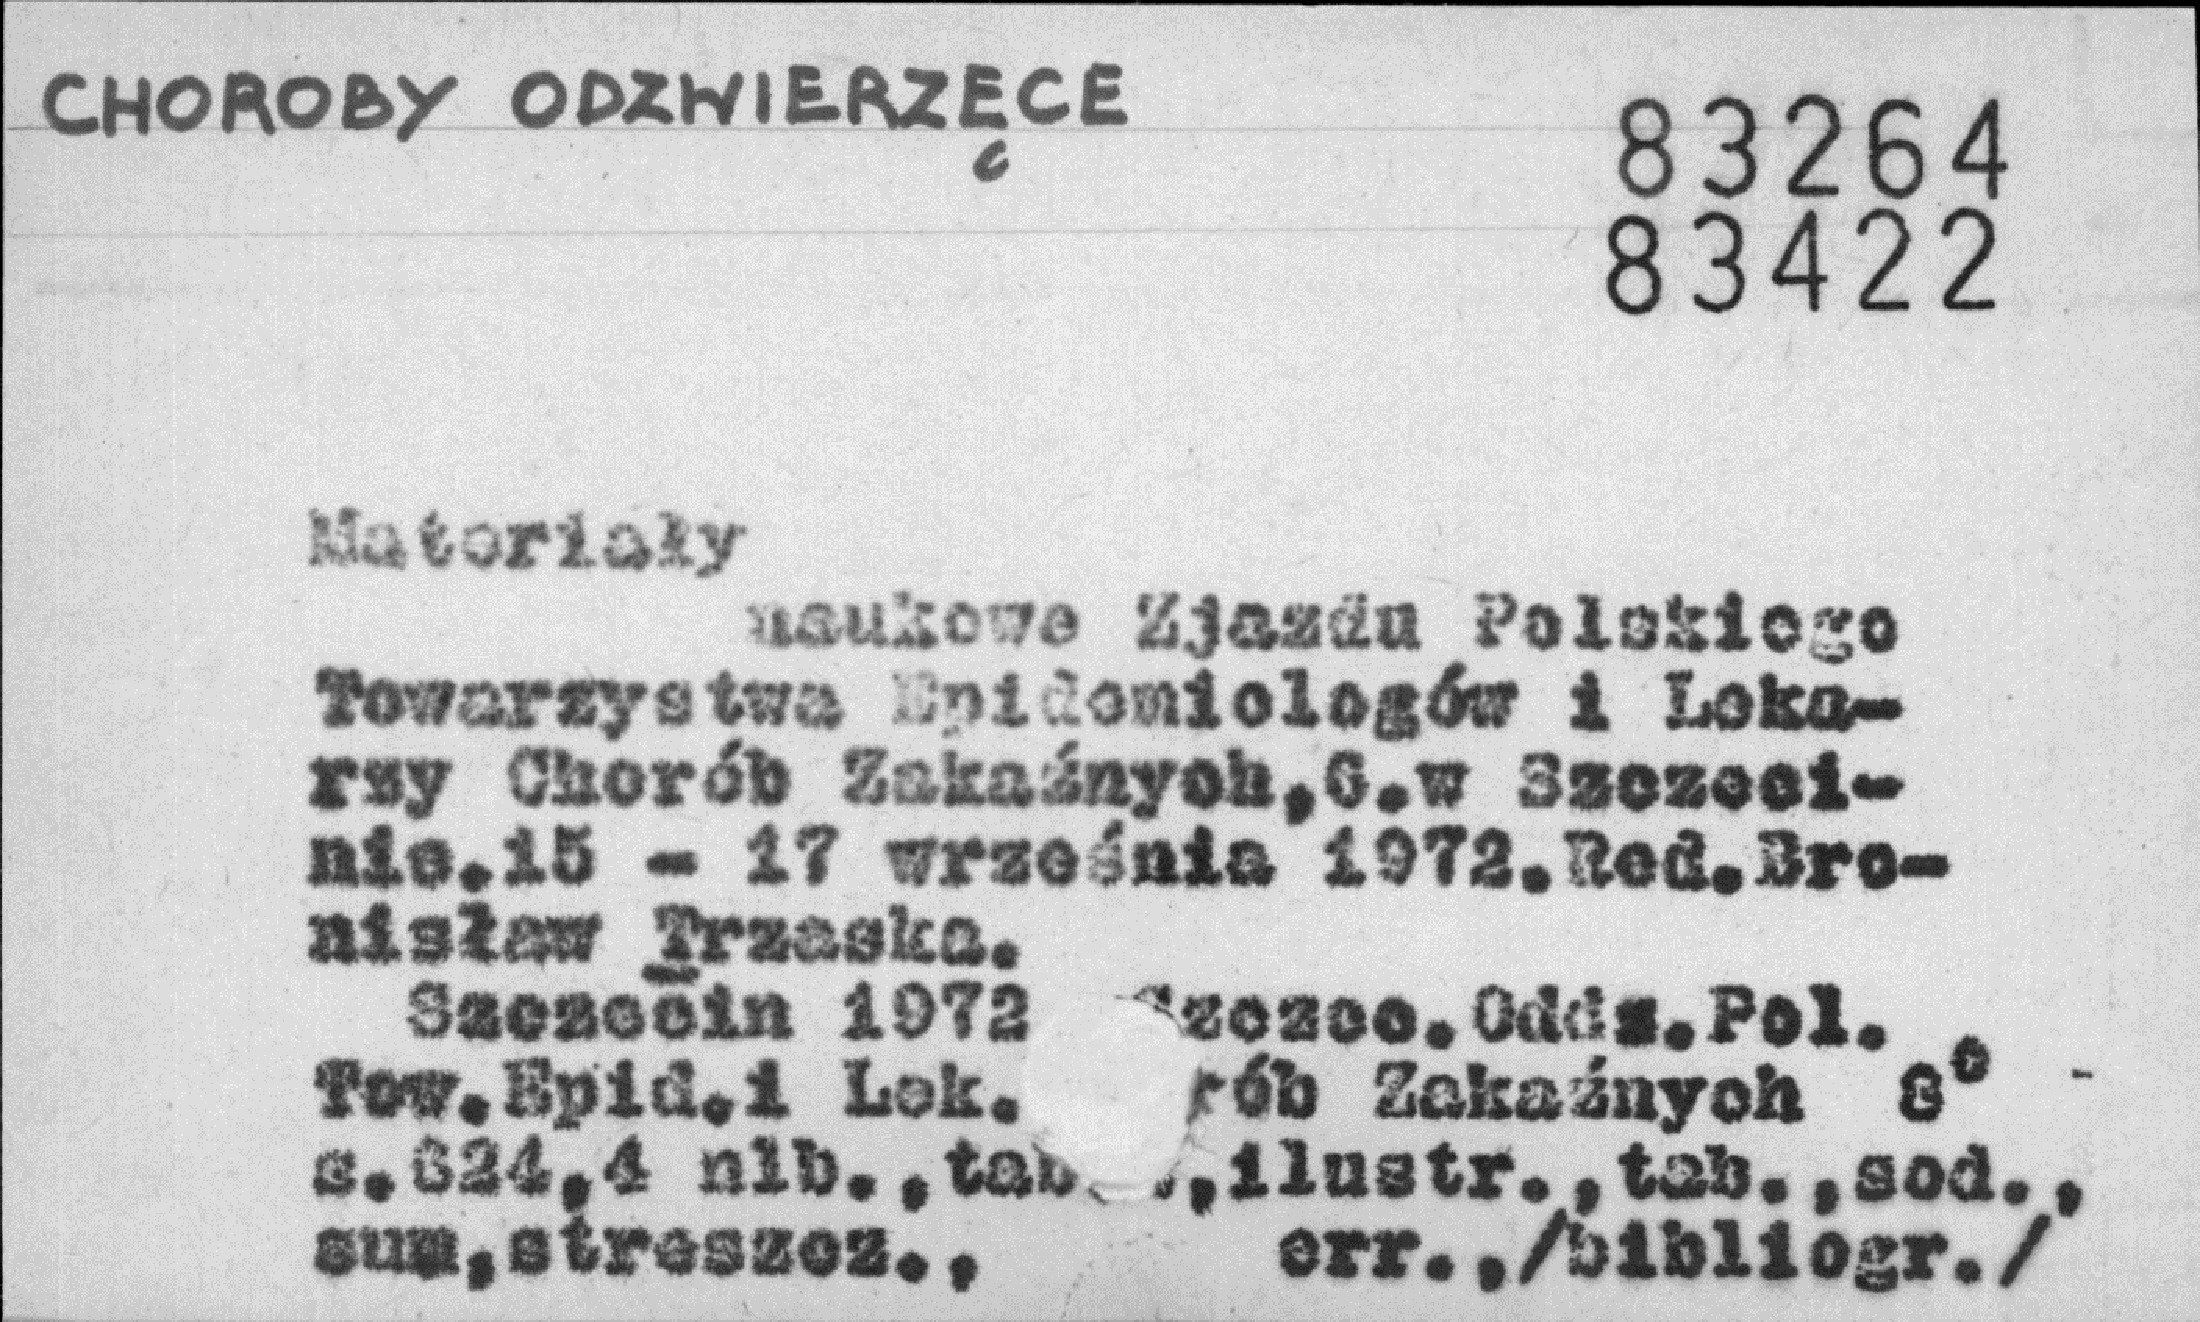 CHOROBY ODZWIERZĘCE
83264
83422
Materiały
naukowe Zjazdu Polskiego
Towarzystwa Epidemiologów i Leka-
rzy Chorób Zakaźnych,6.w Szczeci-
nie.15 - 17 września 1972.Red.Bro-
nisław Trzaska.
Szczecin 1972 Szczec.Oddz.Pol.
Tow.Epid.i Lek. rób Zakaźnych 8°
s.624,4 nlb.,tab ,ilustr.,tab.,sod.,
sum,streszcz., err.,/bibliogr./